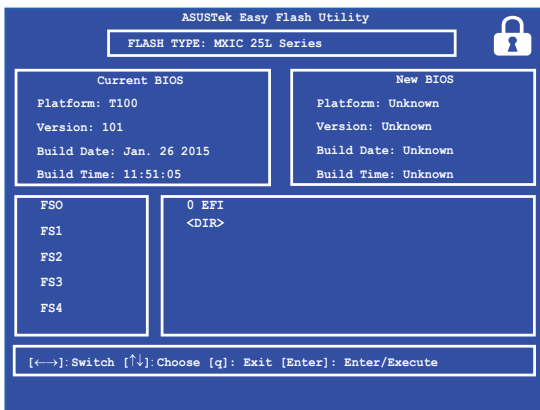 ASUSTek Easy Flash Utility
FLASH TYPE: MXIC 25L Series
Current BIOS
Platform: T100
Version: 101
Build Date: Jan. 26 2015
Build Time: 11:51:05
New BIOS
Platform: Unknown
Version: Unknown
Build Date: Unknown
Build Time: Unknown
FSO
FS1
FS2
FS3
FS4
0 EFI
<DIR>
[←→]: Switch [↑↓]: Choose [q]: Exit [Enter]: Enter/Execute